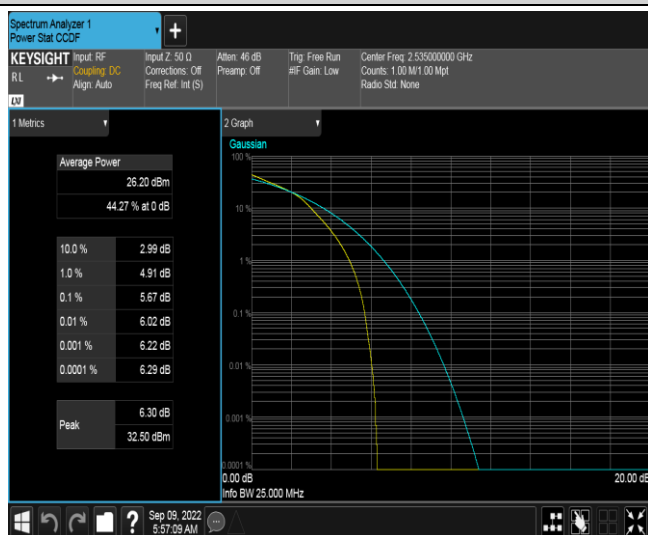 Spectrum Analyzer 1
Power Stat CCDF
+
KEYSIGHT
R L
LXI
Input: RF
Coupling: DC
Align: Auto
Input Z: 50 Ω
Corrections: Off
Freq Ref: Int (S)
Atten: 46 dB
Preamp: Off
Trig: Free Run
#IF Gain: Low
Center Freq: 2.535000000 GHz
Counts: 1.00 M/1.00 Mpt
Radio Std: None
1 Metrics
Average Power
26.20 dBm
44.27 % at 0 dB
10.0 % 2.99 dB
1.0 % 4.91 dB
0.1 % 5.67 dB
0.01 % 6.02 dB
0.001 % 6.22 dB
0.0001 % 6.29 dB
Peak
6.30 dB
32.50 dBm
2 Graph
Gaussian
100 %
10 %
1 %
0.1 %
0.01 %
0.001 %
0.0001 %
0.00 dB
20.00 dB
Info BW 25.000 MHz
?
Sep 09, 2022
5:57:09 AM